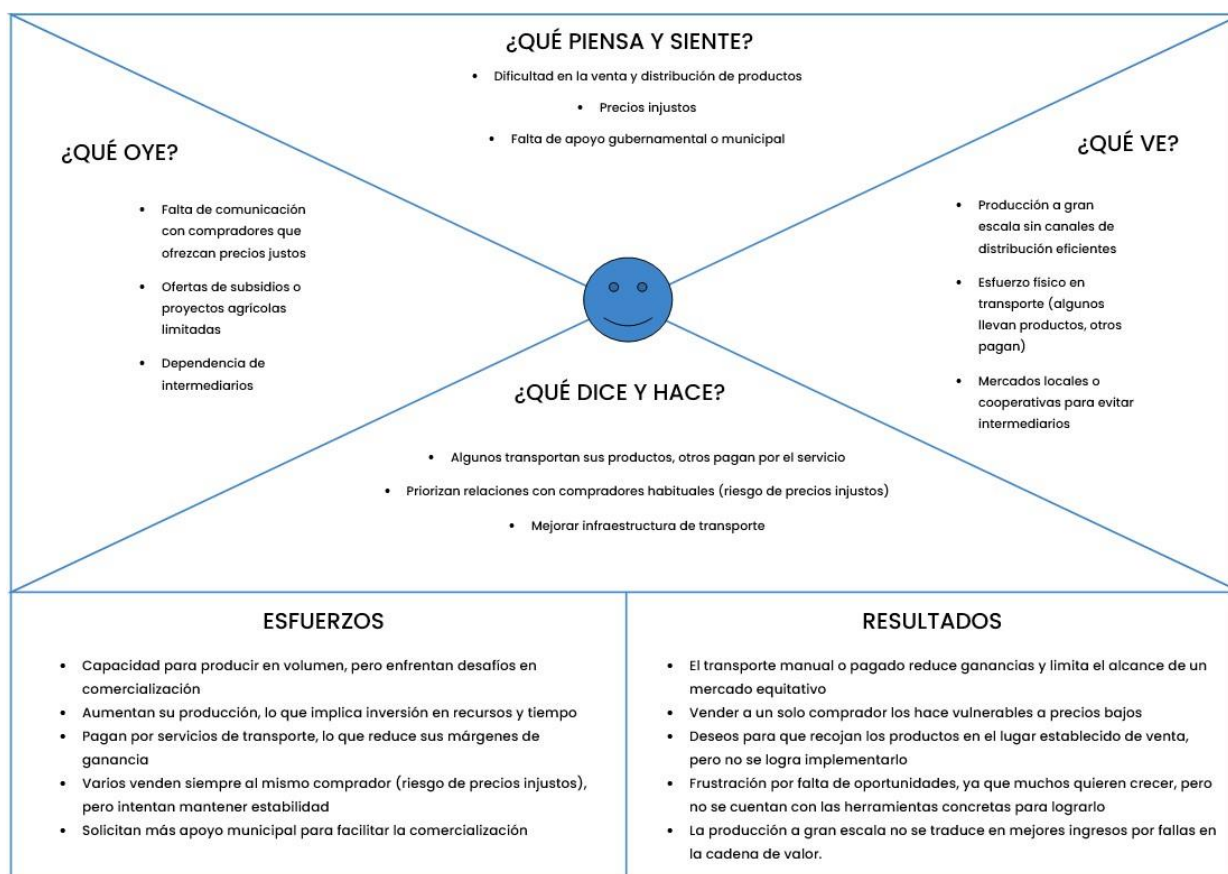 ¿QUÉ PIENSA Y SIENTE?
• Dificultad en la venta y distribución de productos
• Precios injustos
• Falta de apoyo gubernamental o municipal
¿QUÉ OYE?
• Falta de comunicación
con compradores que
ofrezcan precios justos
• Ofertas de subsidios o
proyectos agrícolas
limitadas
• Dependencia de
intermediarios
¿QUÉ VE?
• Producción a gran
escala sin canales de
distribución eficientes
• Esfuerzo físico en
transporte (algunos
llevan productos, otros
pagan)
• Mercados locales o
cooperativas para evitar
intermediarios
¿QUÉ DICE Y HACE?
• Algunos transportan sus productos, otros pagan por el servicio
• Priorizan relaciones con compradores habituales (riesgo de precios injustos)
• Mejorar infraestructura de transporte
ESFUERZOS
• Capacidad para producir en volumen, pero enfrentan desafíos en
comercialización
• Aumentan su producción, lo que implica inversión en recursos y tiempo
• Pagan por servicios de transporte, lo que reduce sus márgenes de
ganancia
• Varios venden siempre al mismo comprador (riesgo de precios injustos),
pero intentan mantener estabilidad
• Solicitan más apoyo municipal para facilitar la comercialización
RESULTADOS
• El transporte manual o pagado reduce ganancias y limita el alcance de un
mercado equitativo
• Vender a un solo comprador los hace vulnerables a precios bajos
• Deseos para que recojan los productos en el lugar establecido de venta,
pero no se logra implementarlo
• Frustración por falta de oportunidades, ya que muchos quieren crecer, pero
no se cuentan con las herramientas concretas para lograrlo
• La producción a gran escala no se traduce en mejores ingresos por fallas en
la cadena de valor.